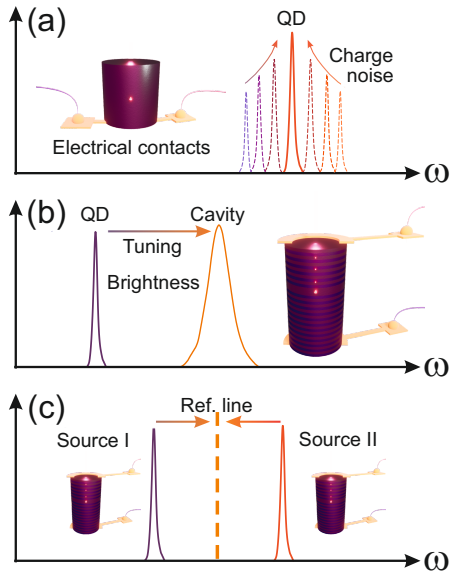 (a)
QD
Charge
noise
Electrical contacts
ω
(b)
QD
Cavity
Tuning
Brightness
ω
(c)
Ref. line
Source I
Source II
ω